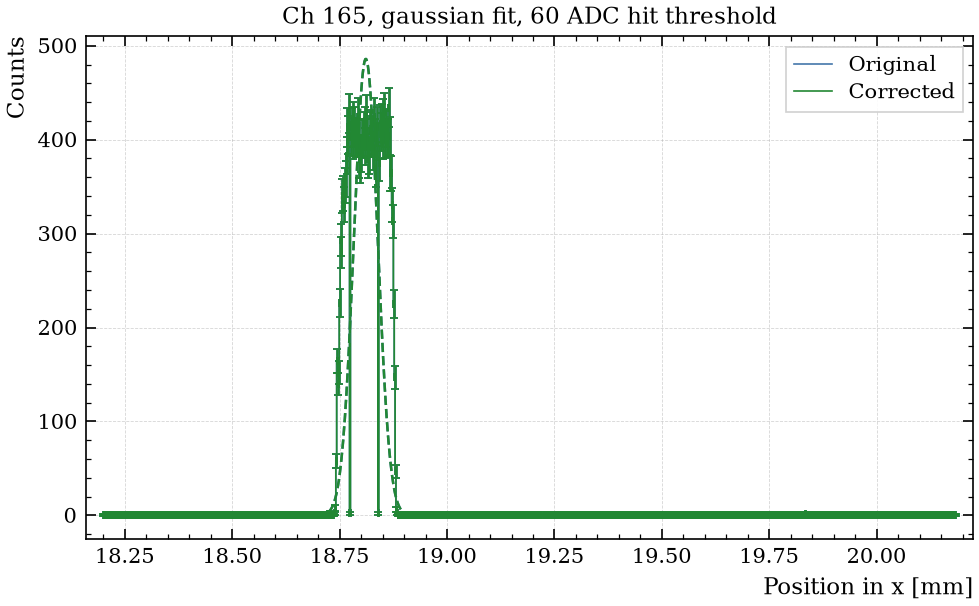 Ch 165, gaussian fit, 60 ADC hit threshold
Counts
500
400
300
200
100
0
Original
Corrected
18.25 18.50 18.75 19.00 19.25 19.50 19.75 20.00
Position in x [mm]